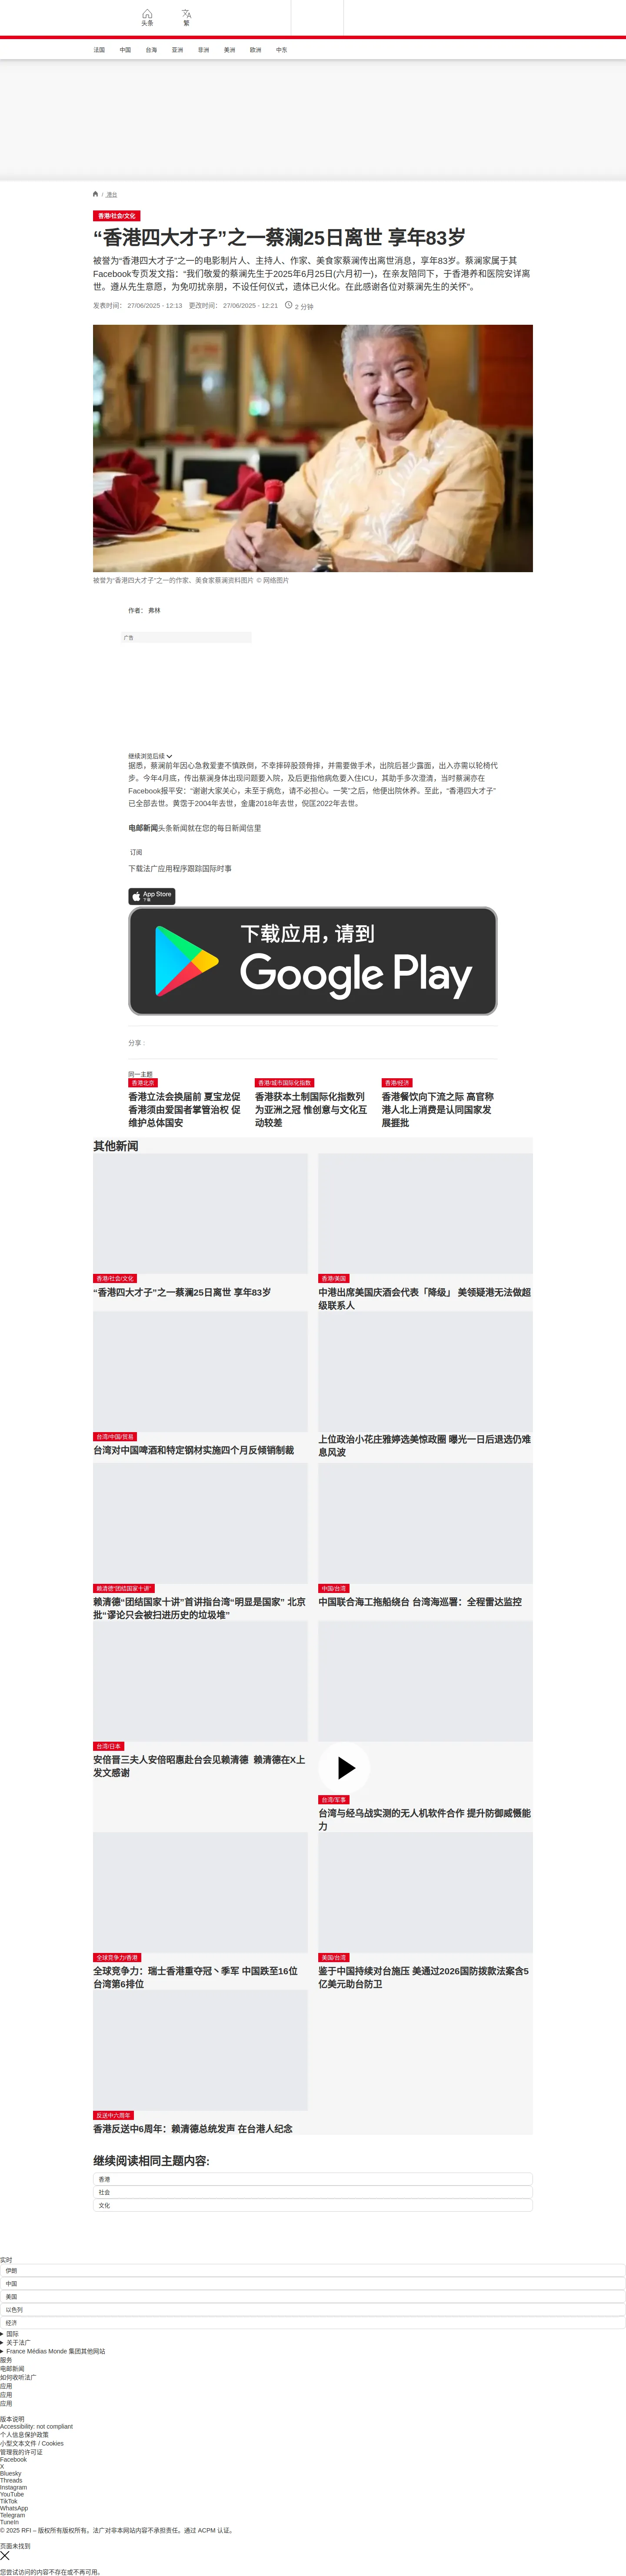 头条
繁
法国 中国 台海 亚洲 非洲 美洲 欧洲 中东
/ 港台
香港/社会/文化
“香港四大才子”之一蔡澜25日离世 享年83岁
被誉为“香港四大才子”之一的电影制片人、主持人、作家、美食家蔡澜传出离世消息，享年83岁。蔡澜家属于其
Facebook专页发文指：“我们敬爱的蔡澜先生于2025年6月25日(六月初一)，在亲友陪同下，于香港养和医院安详离
世。遵从先生意愿，为免叨扰亲朋，不设任何仪式，遗体已火化。在此感谢各位对蔡澜先生的关怀”。
发表时间： 27/06/2025 - 12:13 更改时间： 27/06/2025 - 12:21 2 分钟
被誉为“香港四大才子”之一的作家、美食家蔡澜资料图片 © 网络图片
作者： 弗林
广告
继续浏览后续
据悉，蔡澜前年因心急救爱妻不慎跌倒，不幸摔碎股颈骨摔，并需要做手术，出院后甚少露面，出入亦需以轮椅代
步。今年4月底，传出蔡澜身体出现问题要入院，及后更指他病危要入住ICU，其助手多次澄清，当时蔡澜亦在
Facebook报平安：“谢谢大家关心，未至于病危，请不必担心。一笑”之后，他便出院休养。至此，“香港四大才子”
已全部去世。黄霑于2004年去世，金庸2018年去世，倪匡2022年去世。
电邮新闻头条新闻就在您的每日新闻信里
订阅
下载法广应用程序跟踪国际时事
App Store
下载
下载应用，请到
Google Play
分享 :
同一主题
香港北京
香港立法会换届前 夏宝龙促
香港须由爱国者掌管治权 促
维护总体国安
香港/城市国际化指数
香港获本土制国际化指数列
为亚洲之冠 惟创意与文化互
动较差
香港/经济
香港餐饮向下流之际 高官称
港人北上消费是认同国家发
展捱批
其他新闻
香港/社会/文化
“香港四大才子”之一蔡澜25日离世 享年83岁
香港/美国
中港出席美国庆酒会代表「降级」 美领疑港无法做超
级联系人
台湾/中国/贸易
台湾对中国啤酒和特定钢材实施四个月反倾销制裁
上位政治小花庄雅婷选美惊政圈 曝光一日后退选仍难
息风波
赖清德“团结国家十讲”
赖清德“团结国家十讲”首讲指台湾“明显是国家” 北京
批“谬论只会被扫进历史的垃圾堆”
中国/台湾
中国联合海工拖船绕台 台湾海巡署：全程雷达监控
台湾/日本
安倍晋三夫人安倍昭惠赴台会见赖清德 赖清德在X上
发文感谢
台湾/军事
台湾与经乌战实测的无人机软件合作 提升防御威慑能
力
全球竞争力/香港
全球竞争力：瑞士香港重夺冠丶季军 中国跌至16位
台湾第6排位
美国/台湾
鉴于中国持续对台施压 美通过2026国防拨款法案含5
亿美元助台防卫
反送中六周年
香港反送中6周年：赖清德总统发声 在台港人纪念
继续阅读相同主题内容:
香港
社会
文化
实时
伊朗
中国
美国
以色列
经济
国际
关于法广
France Médias Monde 集团其他网站
服务
电邮新闻
如何收听法广
应用
应用
应用
版本说明
Accessibility: not compliant
个人信息保护政策
小型文本文件 / Cookies
管理我的许可证
Facebook
X
Bluesky
Threads
Instagram
YouTube
TikTok
WhatsApp
Telegram
TuneIn
© 2025 RFI – 版权所有版权所有。法广对非本网站内容不承担责任。通过 ACPM 认证。
页面未找到
您尝试访问的内容不存在或不再可用。